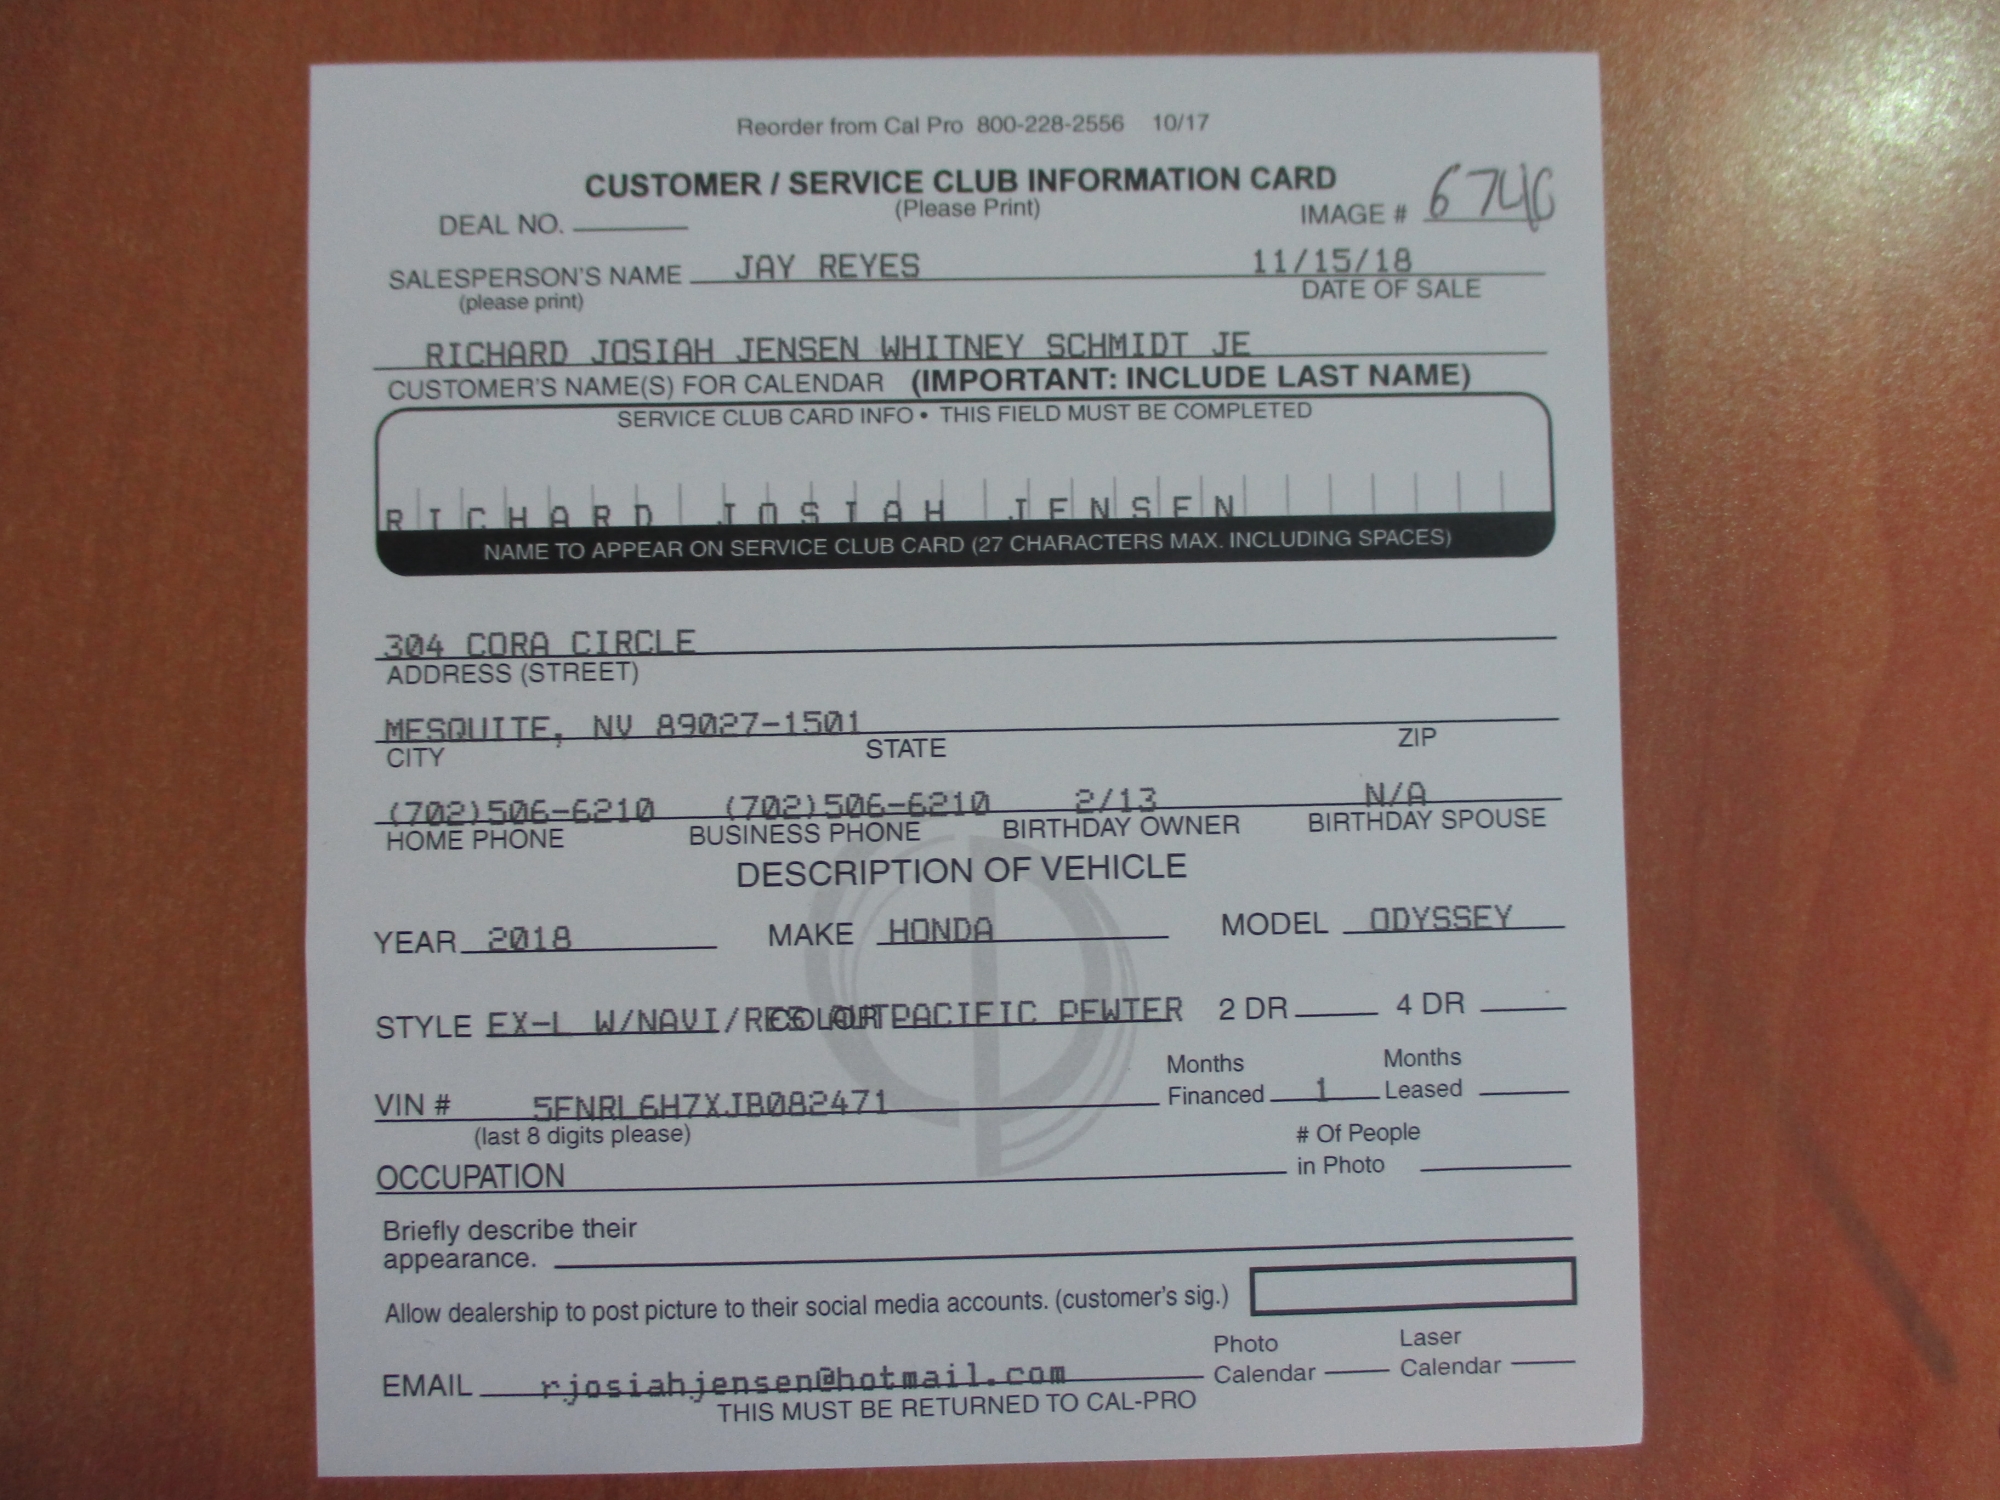 Reorder from Cal Pro 800-228-2556 10/17
CUSTOMER / SERVICE CLUB INFORMATION CARD
(Please Print)
DEAL NO. IMAGE # 6740
SALESPERSON'S NAME JAY REYES 11/15/18
(please print) DATE OF SALE
RICHARD JOSIAH JENSEN WHITNEY SCHMIDT JE
CUSTOMER'S NAME(S) FOR CALENDAR (IMPORTANT: INCLUDE LAST NAME)
SERVICE CLUB CARD INFO • THIS FIELD MUST BE COMPLETED
RICHARD JOSIAH JENSEN
NAME TO APPEAR ON SERVICE CLUB CARD (27 CHARACTERS MAX. INCLUDING SPACES)
304 CORA CIRCLE
ADDRESS (STREET)
MESQUITE, NV 89027-1501
CITY STATE ZIP
(702)506-6210 (702)506-6210 2/13 N/A
HOME PHONE BUSINESS PHONE BIRTHDAY OWNER BIRTHDAY SPOUSE
DESCRIPTION OF VEHICLE
YEAR 2018 MAKE HONDA MODEL ODYSSEY
STYLE EX-L W/NAVI/RES AUT COLOR PACIFIC PEWTER 2 DR 4 DR
Months Months
VIN # 5FNRL6H7XJB082471 Financed 1 Leased
(last 8 digits please) # Of People
OCCUPATION in Photo
Briefly describe their
appearance.
Allow dealership to post picture to their social media accounts. (customer's sig.)
Photo Laser
EMAIL rjosiahjensen@hotmail.com Calendar Calendar
THIS MUST BE RETURNED TO CAL-PRO